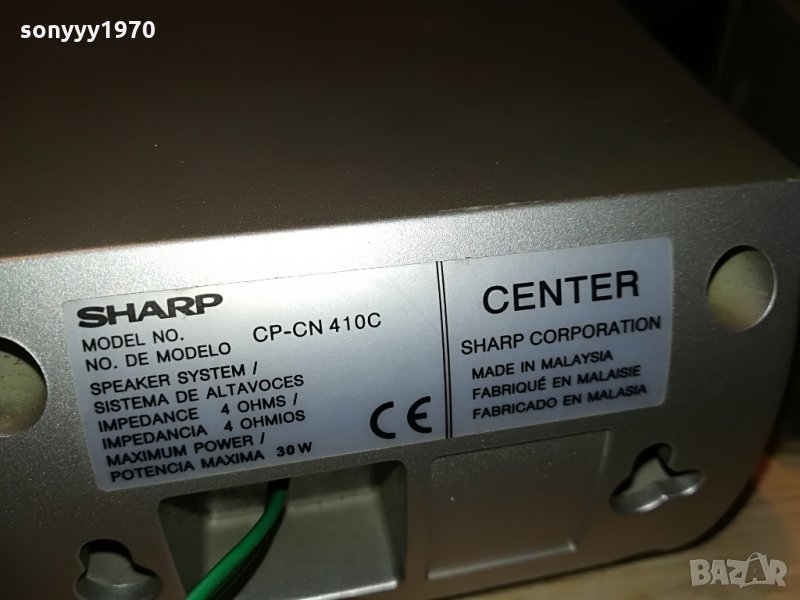 sonyyy1970
SHARP
MODEL NO.
NO. DE MODELO CP-CN 410C
SPEAKER SYSTEM /
SISTEMA DE ALTAVOCES
IMPEDANCE 4 OHMS/
IMPEDANCIA 4 OHMIOS
MAXIMUM POWER /
POTENCIA MAXIMA 30 W
CE
CENTER
SHARP CORPORATION
MADE IN MALAYSIA
FABRIQUÉ EN MALAISIE
FABRICADO EN MALASIA
BAZAR